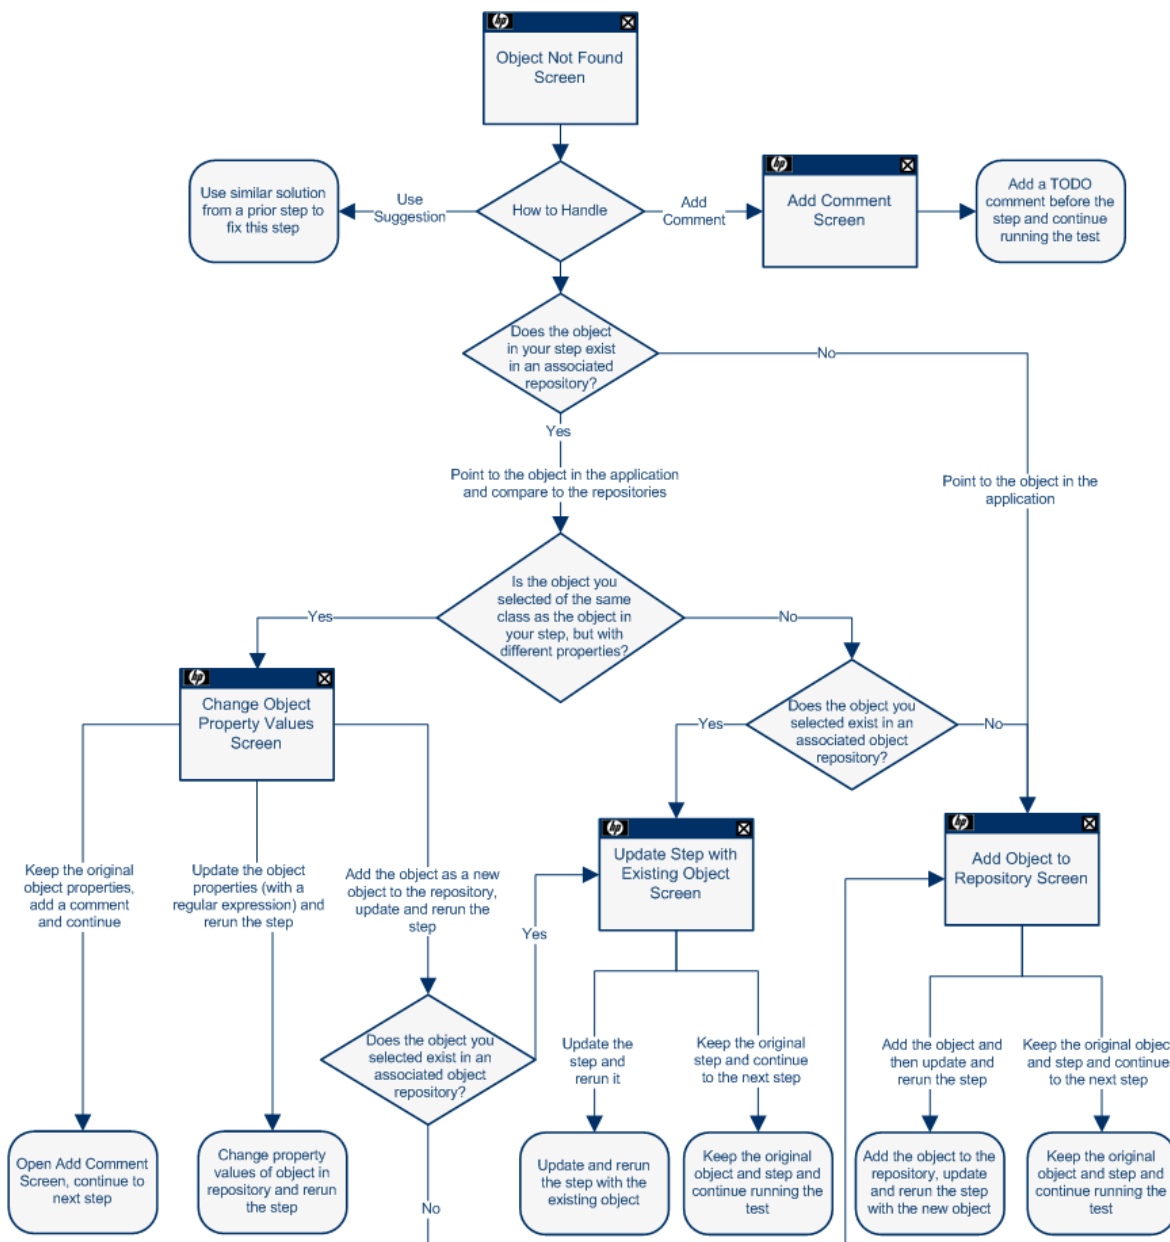 hp
Object Not Found
Screen
Use similar solution
from a prior step to
fix this step
Use
Suggestion
How to Handle
Add
Comment
hp
Add Comment
Screen
Add a TODO
comment before the
step and continue
running the test
Does the object
in your step exist
in an associated
repository?
No
Yes
Point to the object in the application
and compare to the repositories
Point to the object in the
application
Is the object you
selected of the same
class as the object in
your step, but with
different properties?
Yes
No
hp
Change Object
Property Values
Screen
Does the object you
selected exist in an
associated object
repository?
Yes
No
hp
Update Step with
Existing Object
Screen
hp
Add Object to
Repository Screen
Keep the original
object properties,
add a comment
and continue
Update the object
properties (with a
regular expression) and
rerun the step
Add the object as a new
object to the repository,
update and rerun the
step
Yes
Does the object you
selected exist in an
associated object
repository?
Update the
step and
rerun it
Keep the original
step and continue
to the next step
Add the object and
then update and
rerun the step
Keep the original object
and step and continue
to the next step
Open Add Comment
Screen, continue to
next step
Change property
values of object in
repository and rerun
the step
No
Update and rerun
the step with the
existing object
Keep the original
object and step and
continue running the
test
Add the object to the
repository, update
and rerun the step
with the new object
Keep the original
object and step and
continue running the
test